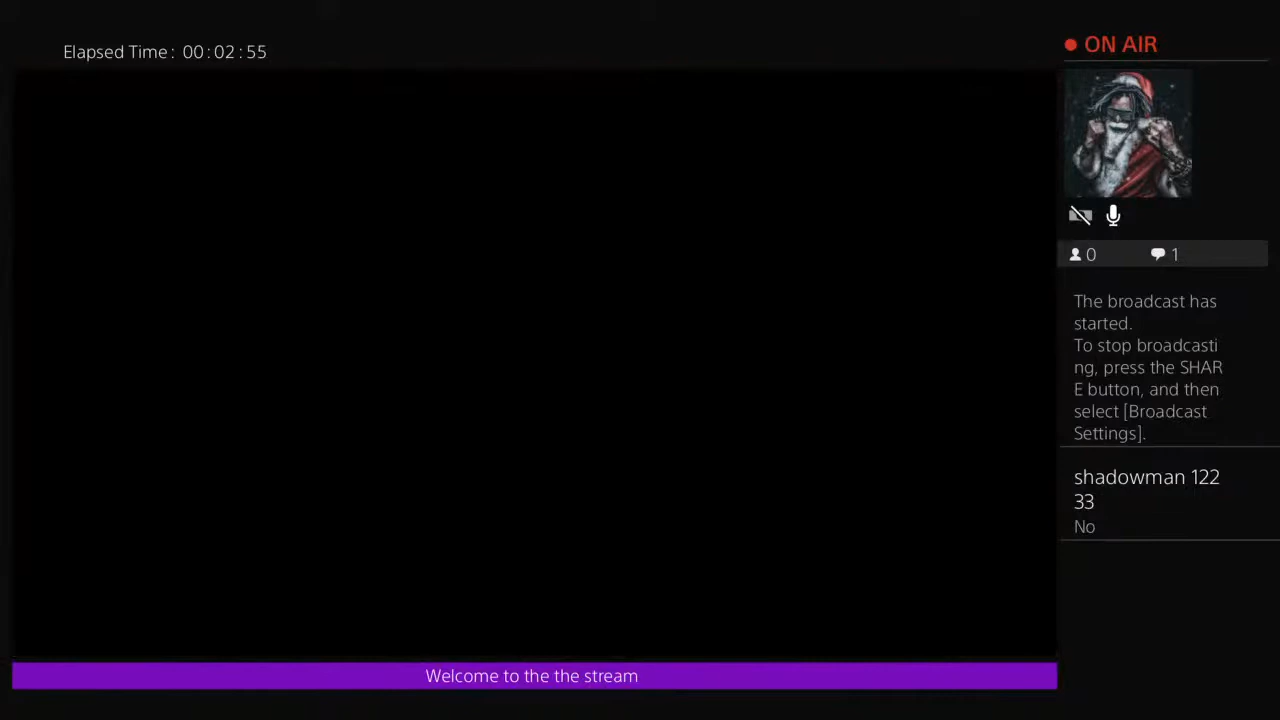 Elapsed Time: 00:02:55
ON AIR
0 1
The broadcast has
started.
To stop broadcasti
ng, press the SHAR
E button, and then
select [Broadcast
Settings].
shadowman 122
33
No
Welcome to the the stream